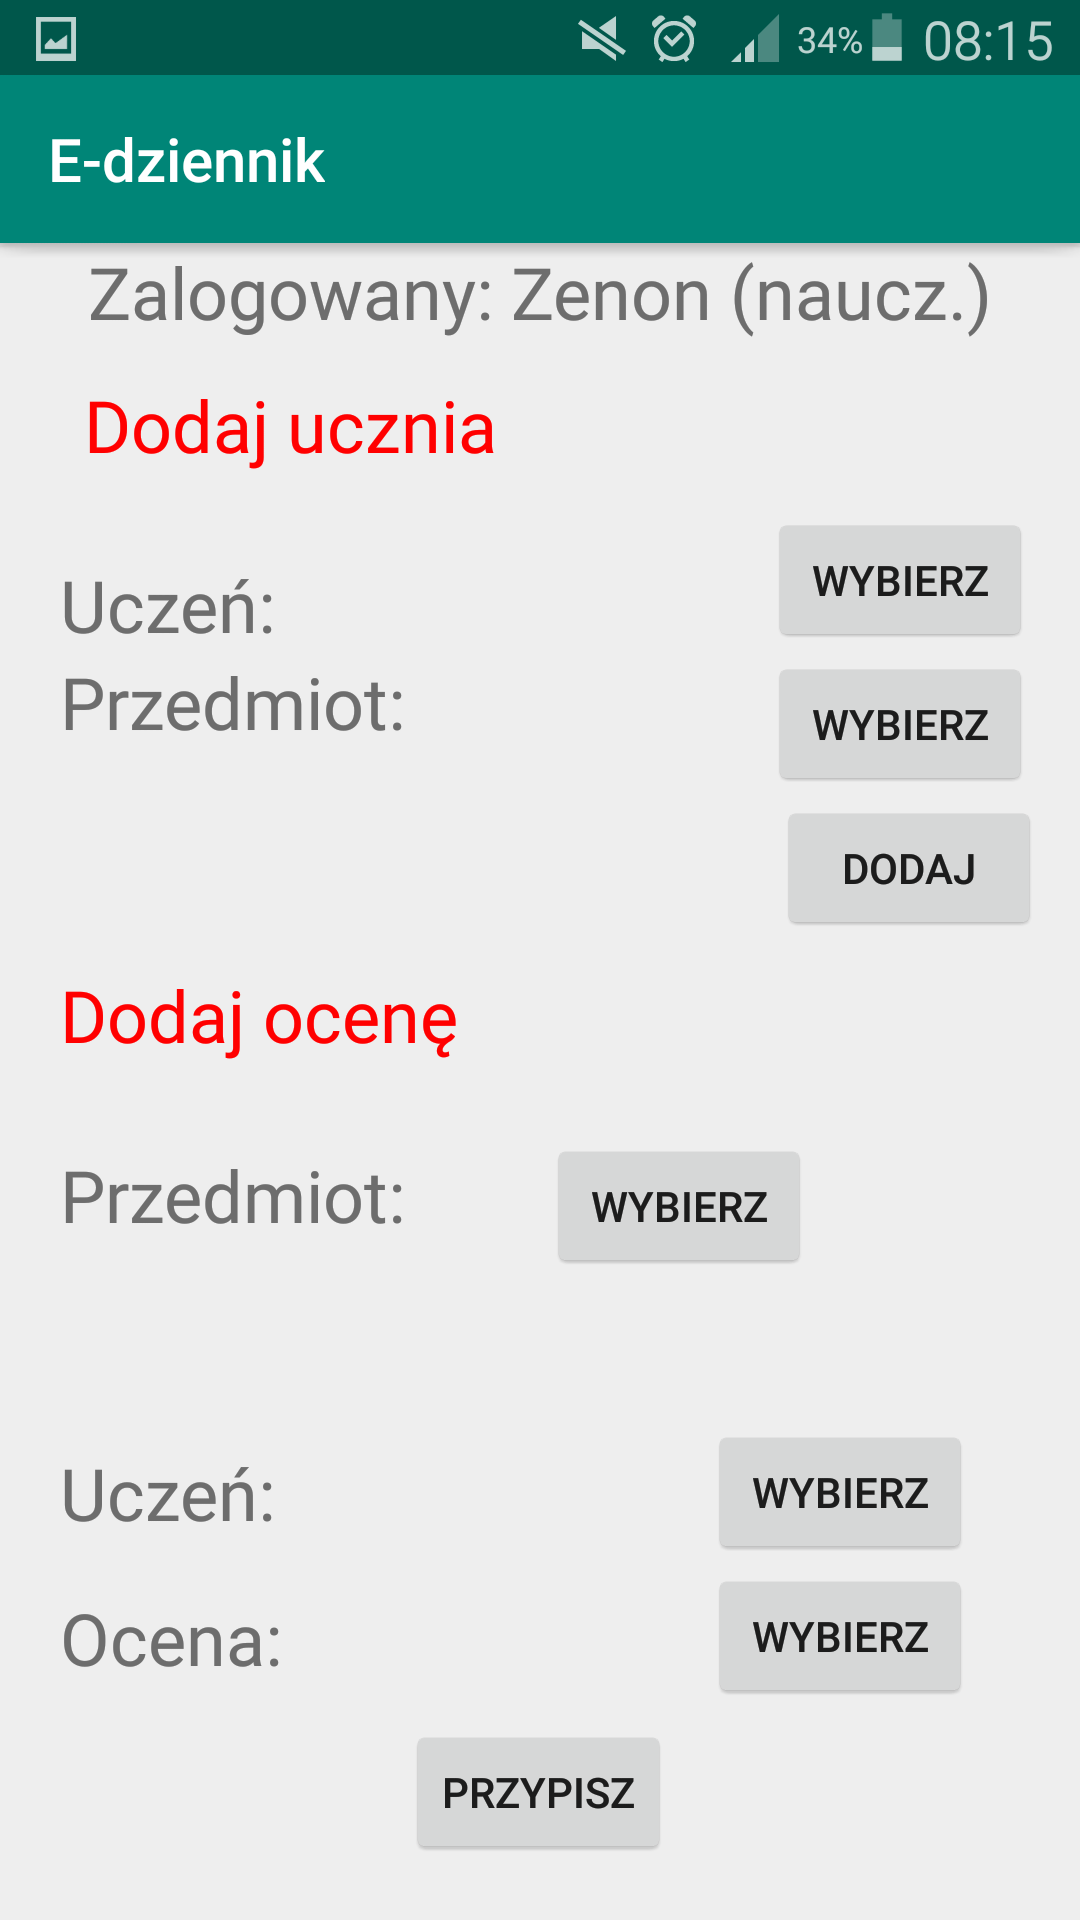 34% 08:15
E-dziennik
Zalogowany: Zenon (naucz.)
Dodaj ucznia
WYBIERZ
Uczeń:
Przedmiot:
WYBIERZ
DODAJ
Dodaj ocenę
Przedmiot:
WYBIERZ
Uczeń:
WYBIERZ
Ocena:
WYBIERZ
PRZYPISZ